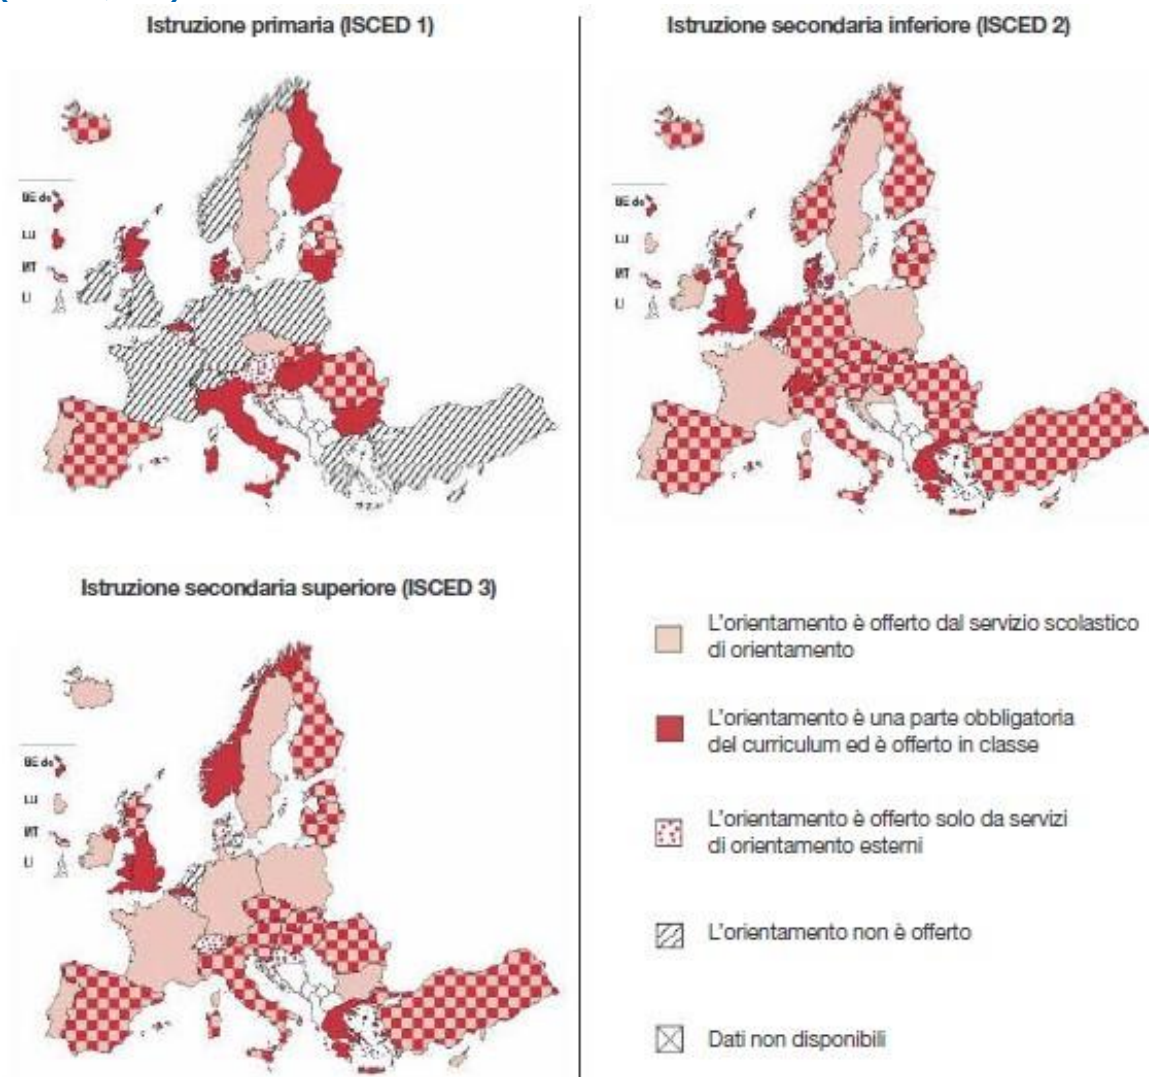 Istruzione primaria (ISCED 1)
Istruzione secondaria inferiore (ISCED 2)
BE de
LU
MT
LI
BE de
LU
MT
LI
Istruzione secondaria superiore (ISCED 3)
BE de
LU
MT
LI
L'orientamento è offerto dal servizio scolastico
di orientamento
L'orientamento è una parte obbligatoria
del curriculum ed è offerto in classe
L'orientamento è offerto solo da servizi
di orientamento esterni
L'orientamento non è offerto
Dati non disponibili